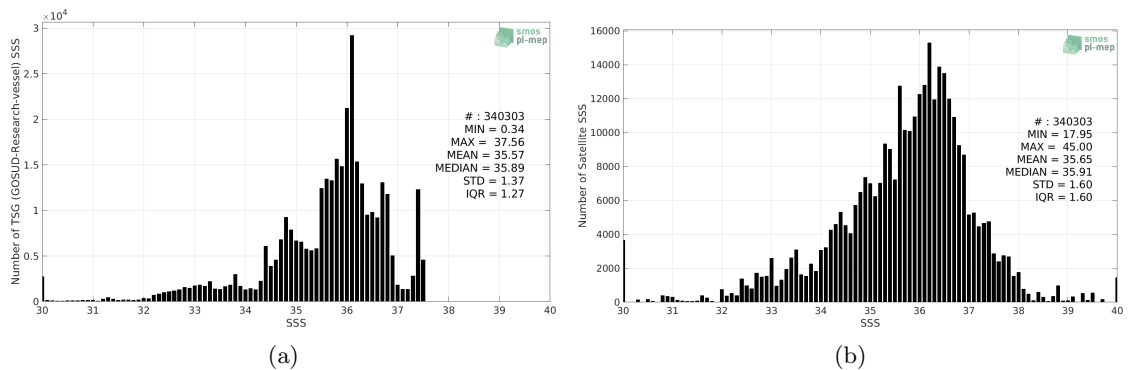 ×10⁴
Number of TSG (GOSUD-Research-vessel) SSS
3
2.5
2
1.5
1
0.5
0
30 31 32 33 34 35 36 37 38 39 40
SSS
smos
pi-mep
# : 340303
MIN = 0.34
MAX = 37.56
MEAN = 35.57
MEDIAN = 35.89
STD = 1.37
IQR = 1.27
(a)
Number of Satellite SSS
16000
14000
12000
10000
8000
6000
4000
2000
0
30 31 32 33 34 35 36 37 38 39 40
SSS
smos
pi-mep
# : 340303
MIN = 17.95
MAX = 45.00
MEAN = 35.65
MEDIAN = 35.91
STD = 1.60
IQR = 1.60
(b)